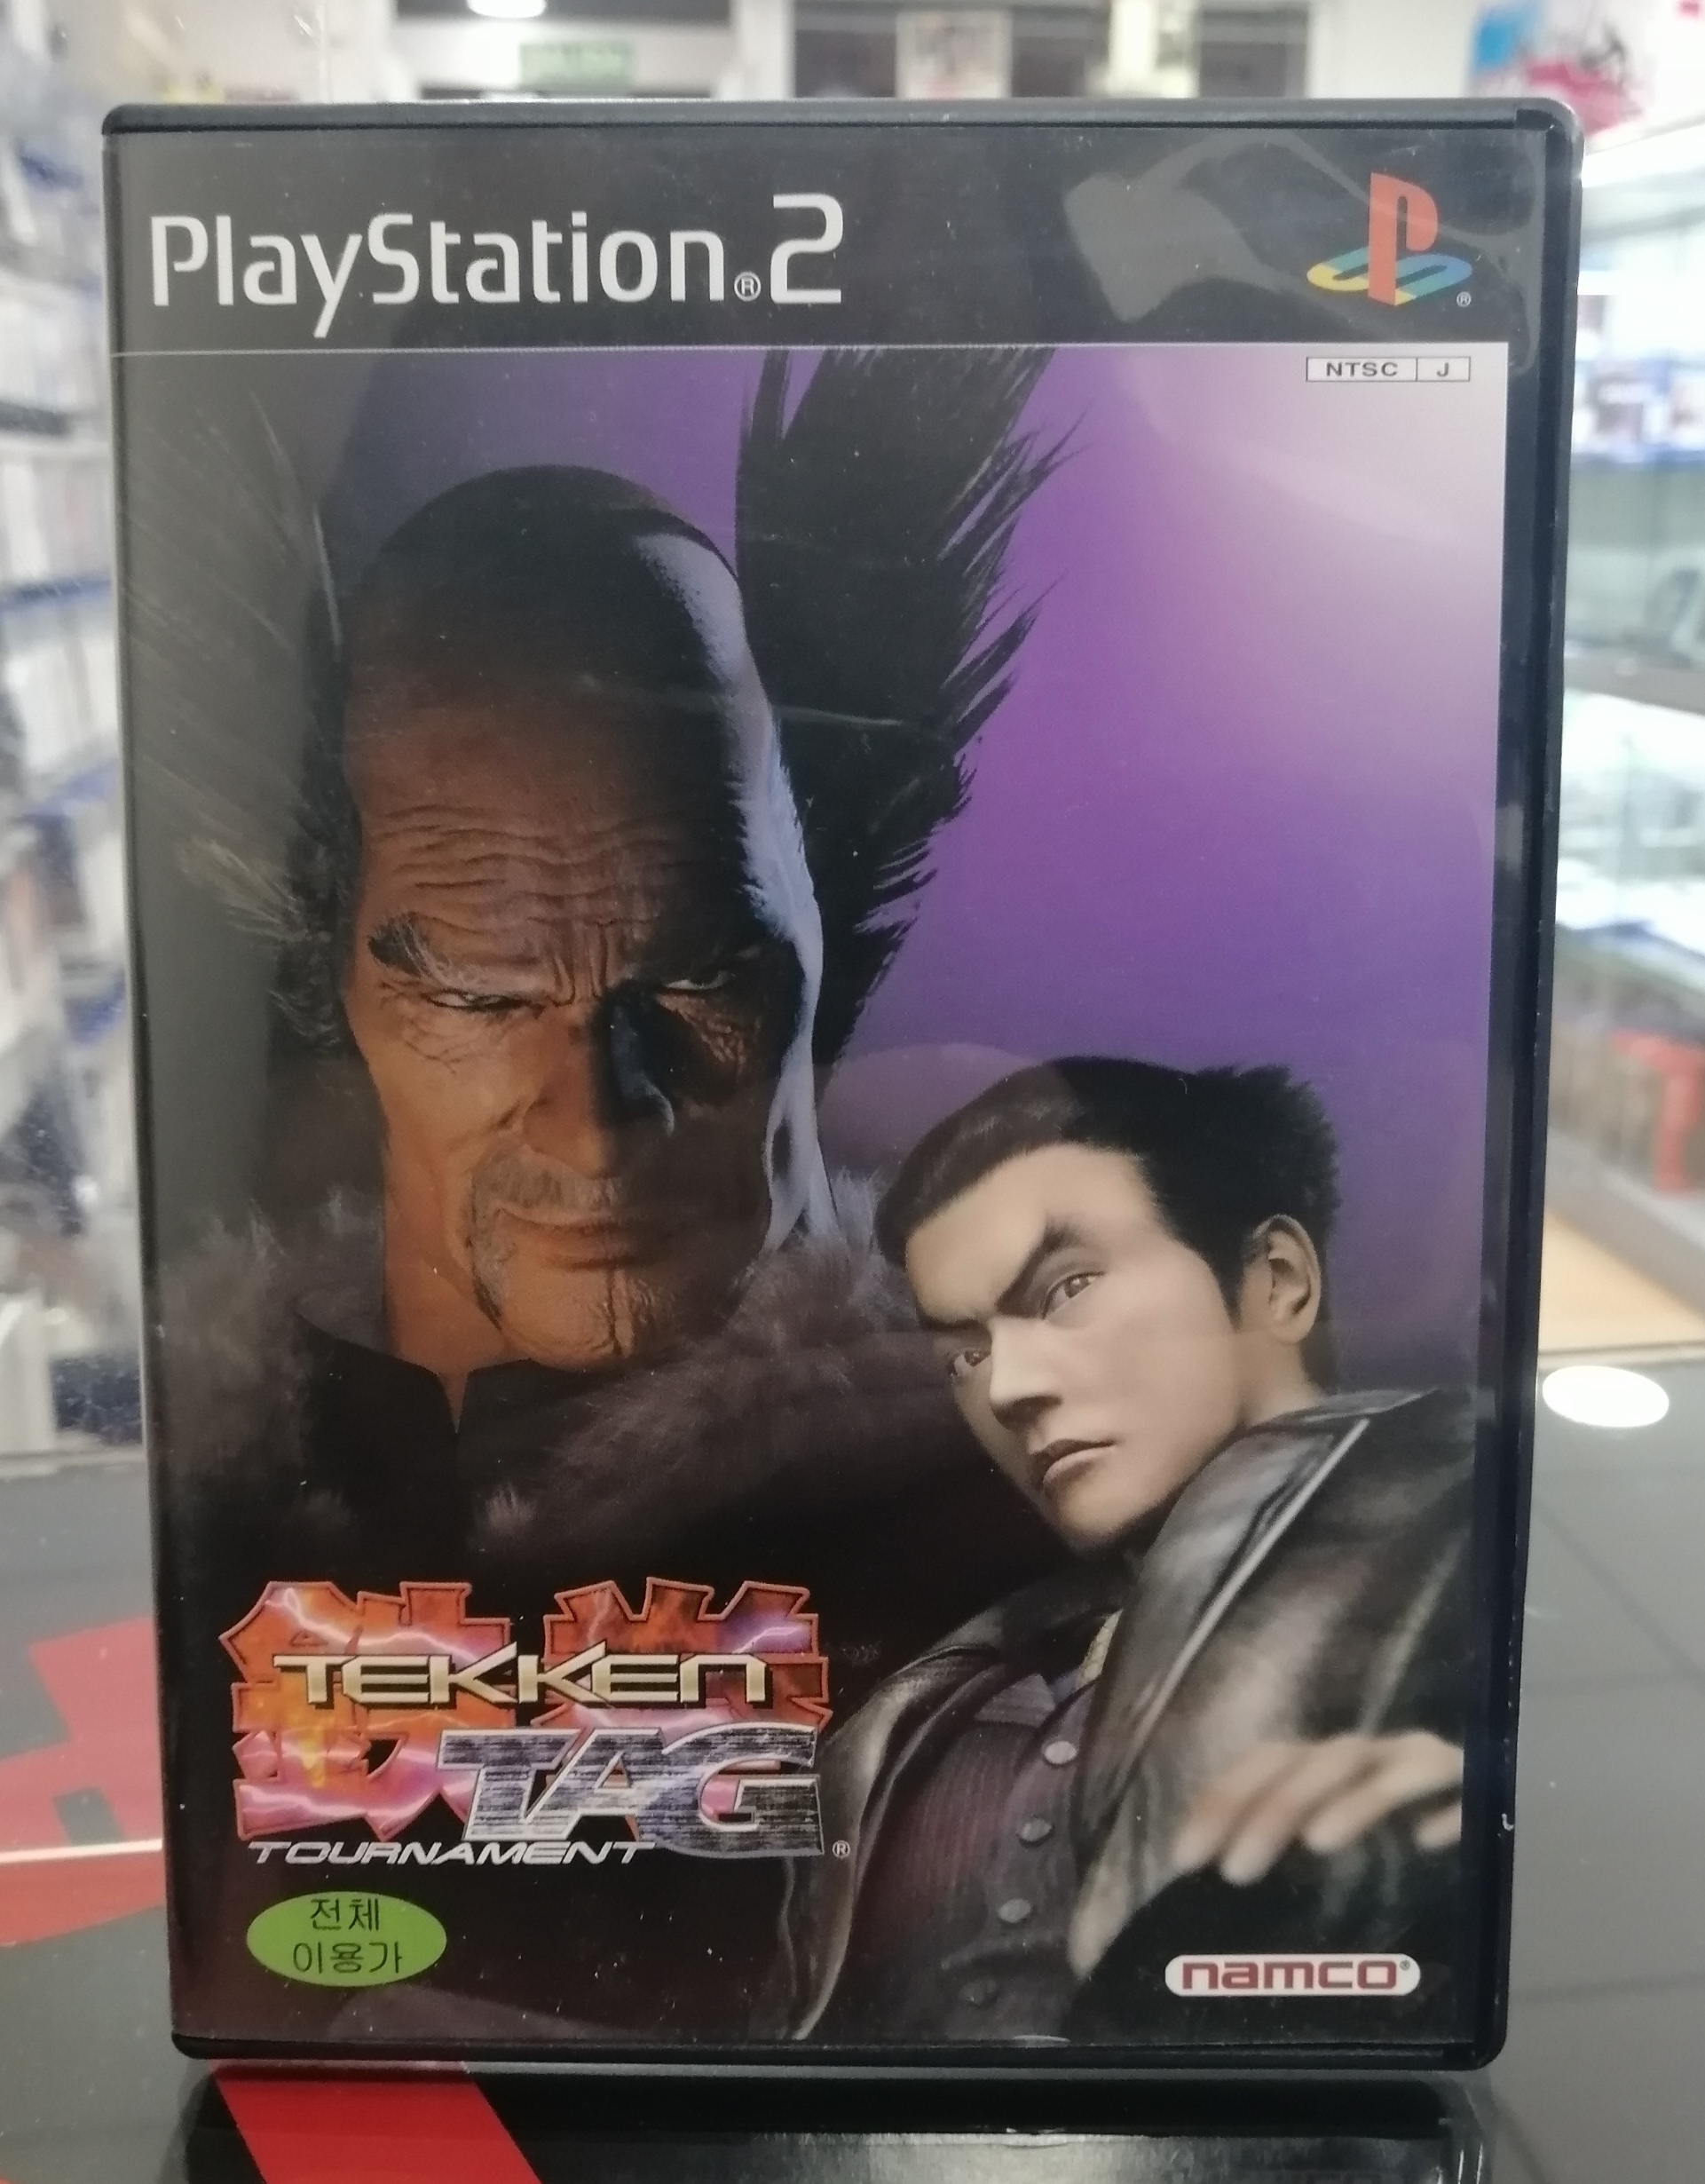 PlayStation®2
®
NTSC J
鉄拳
TEKKEN
TAG
TOURNAMENT ®
전체
이용가
namco®